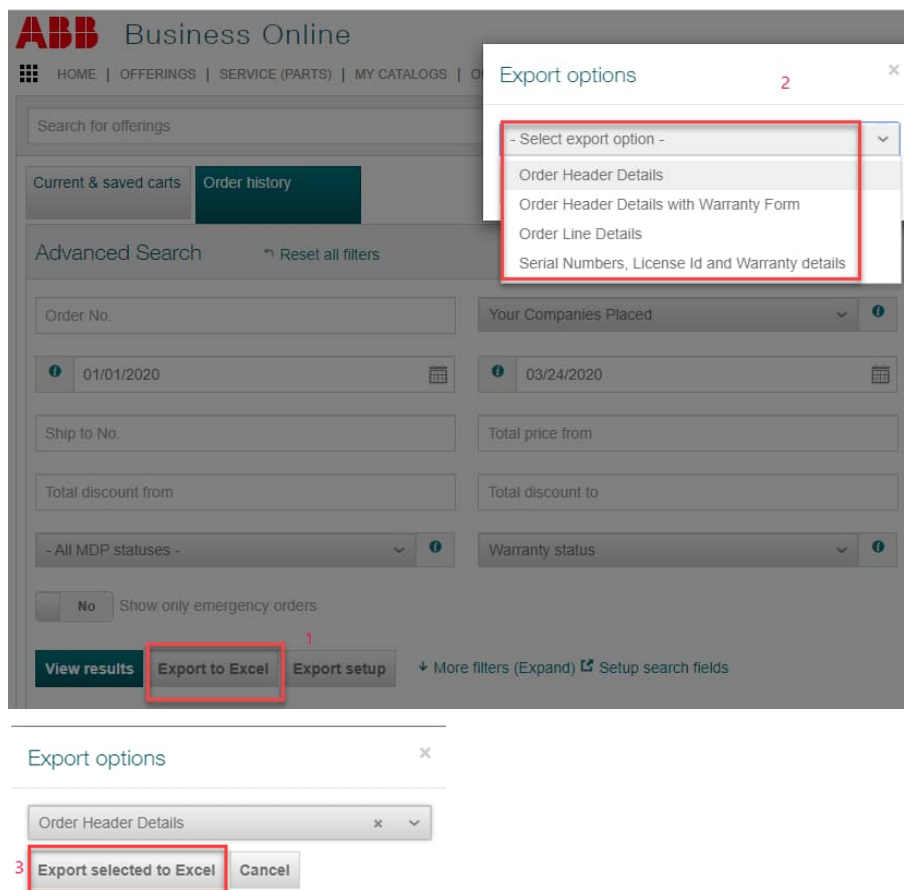 ABB Business Online
HOME | OFFERINGS | SERVICE (PARTS) | MY CATALOGS |
Export options
2
Search for offerings
- Select export option -
Order Header Details
Order Header Details with Warranty Form
Order Line Details
Serial Numbers, License Id and Warranty details
Current & saved carts
Order history
Advanced Search
Reset all filters
Order No.
Your Companies Placed
01/01/2020
03/24/2020
Ship to No.
Total price from
Total discount from
Total discount to
- All MDP statuses -
Warranty status
No
Show only emergency orders
1
View results
Export to Excel
Export setup
More filters (Expand)
Setup search fields
Export options
Order Header Details
3
Export selected to Excel
Cancel